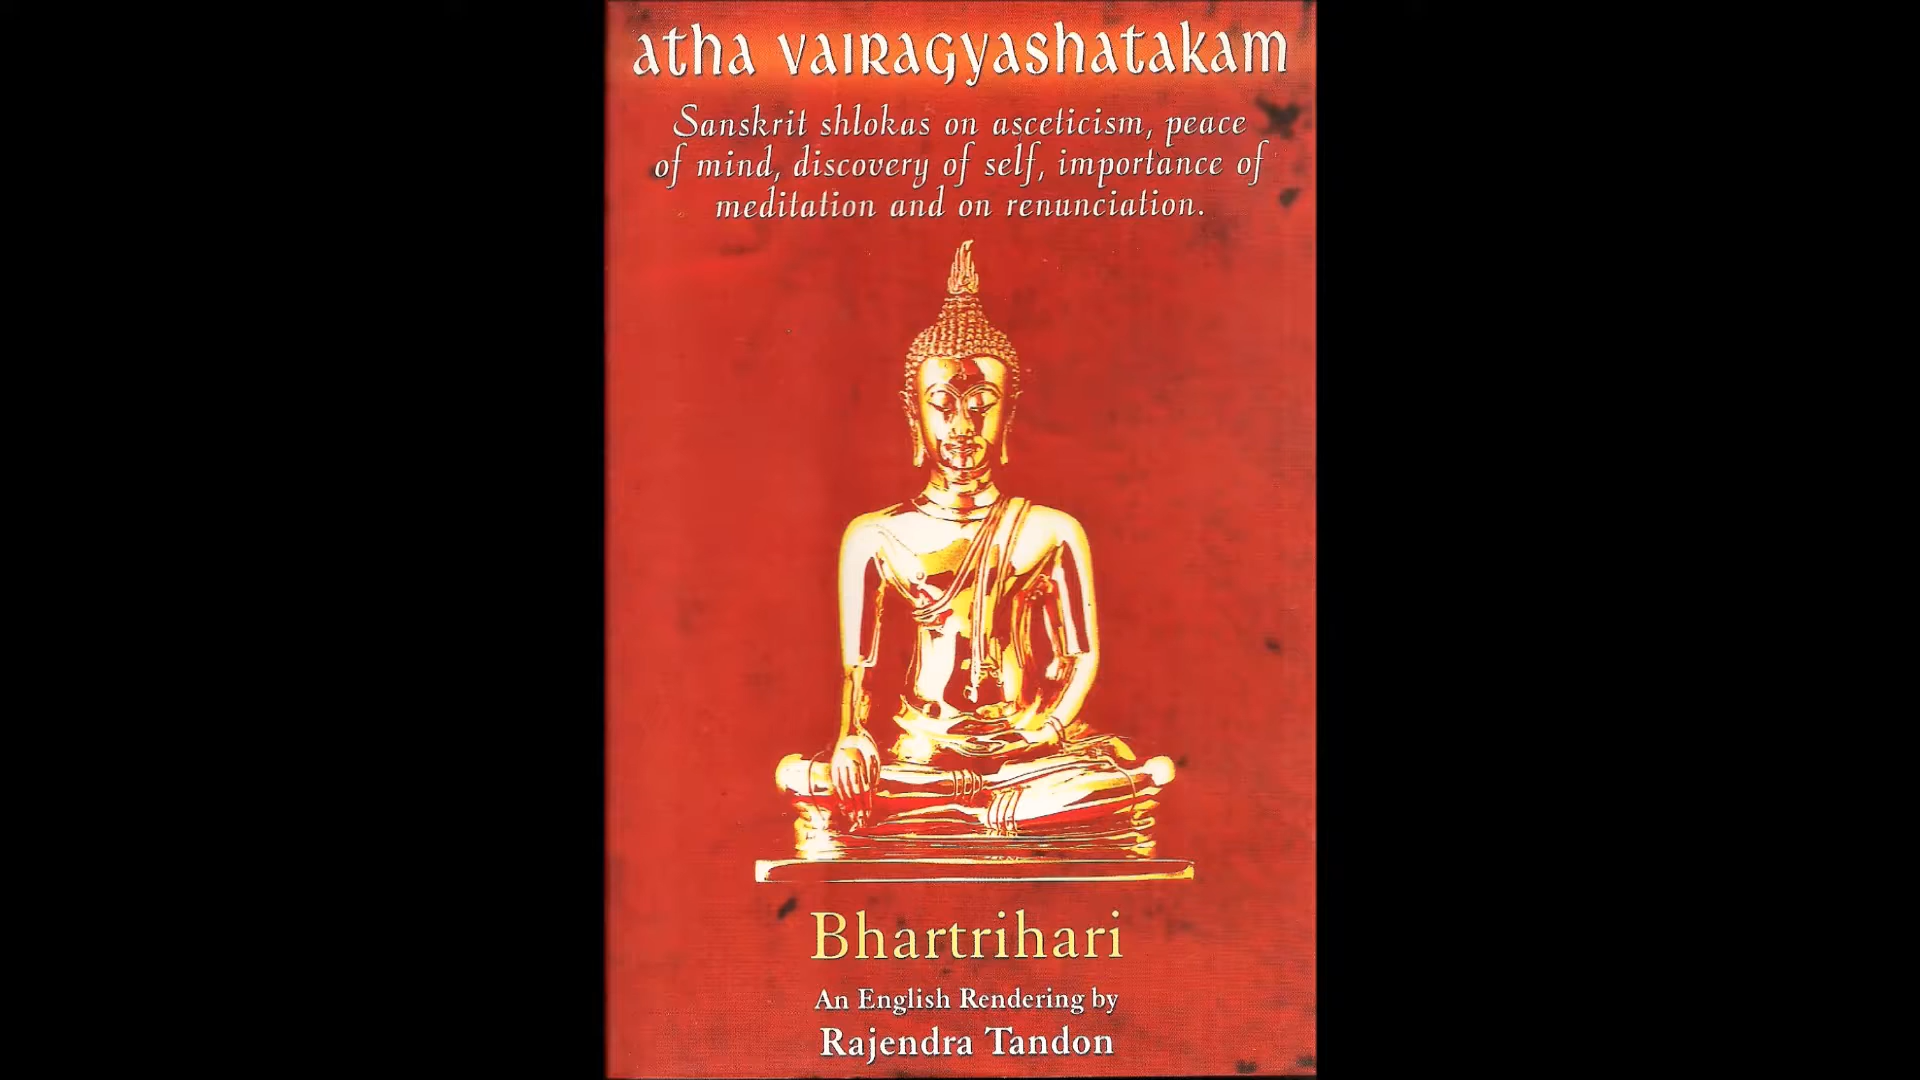 atha vairagyashatakam
Sanskrit shlokas on asceticism, peace
of mind, discovery of self, importance of
meditation and on renunciation.
Bhartrihari
An English Rendering by
Rajendra Tandon